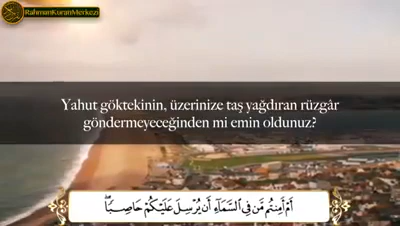 RahmanKuranMerkezi
Yahut göktekinin, üzerinize taş yağdıran rüzgâr
göndermeyeceğinden mi emin oldunuz?
أَمْ أَمِنتُم مَّن فِي السَّمَاءِ أَن يُرْسِلَ عَلَيْكُمْ حَاصِبًا ۖ